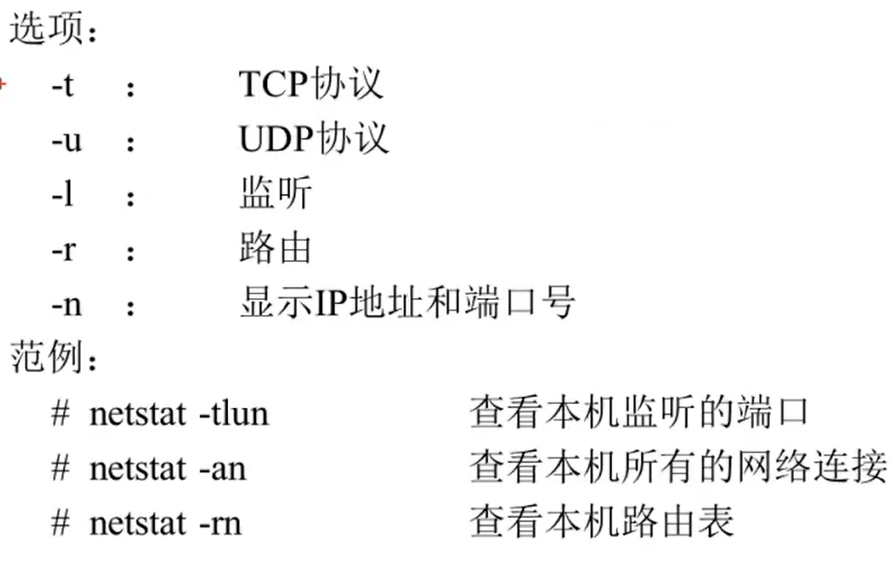 选项：
-t ： TCP协议
-u ： UDP协议
-l ： 监听
-r ： 路由
-n ： 显示IP地址和端口号
范例：
# netstat -tlun 查看本机监听的端口
# netstat -an 查看本机所有的网络连接
# netstat -rn 查看本机路由表